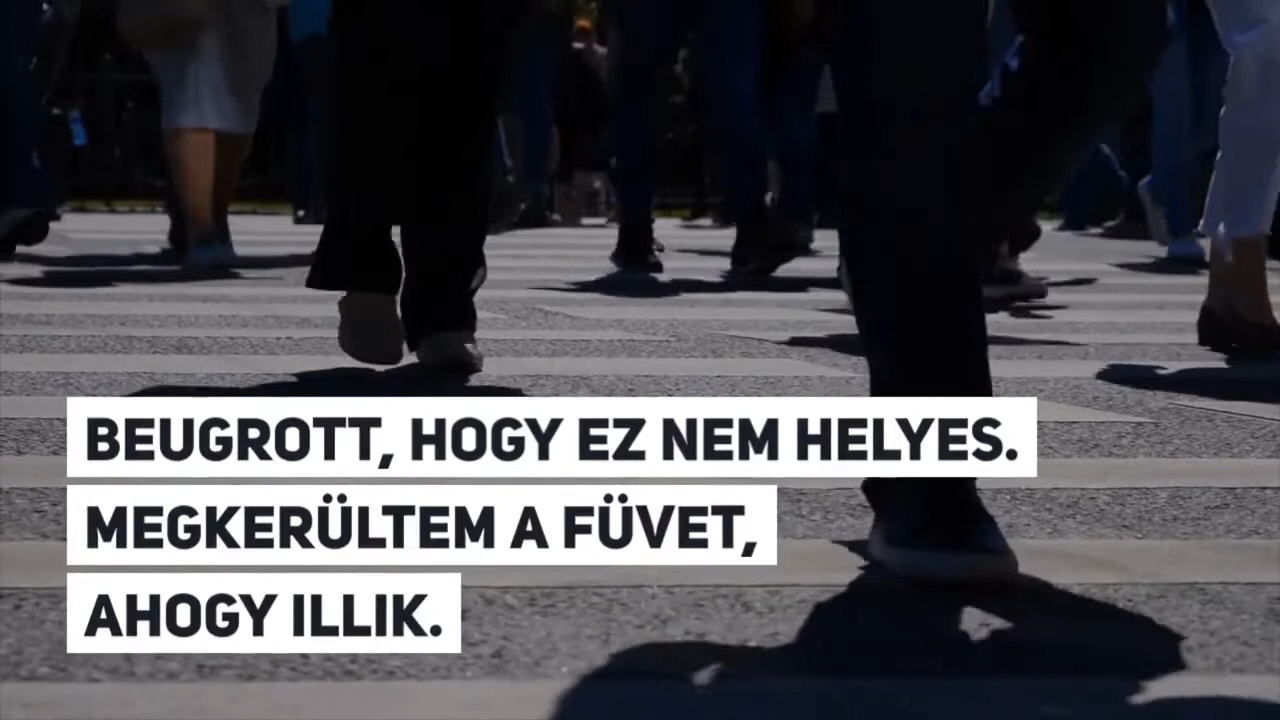 BEUGROTT, HOGY EZ NEM HELYES.
MEGKERÜLTEM A FÜVET,
AHOGY ILLIK.